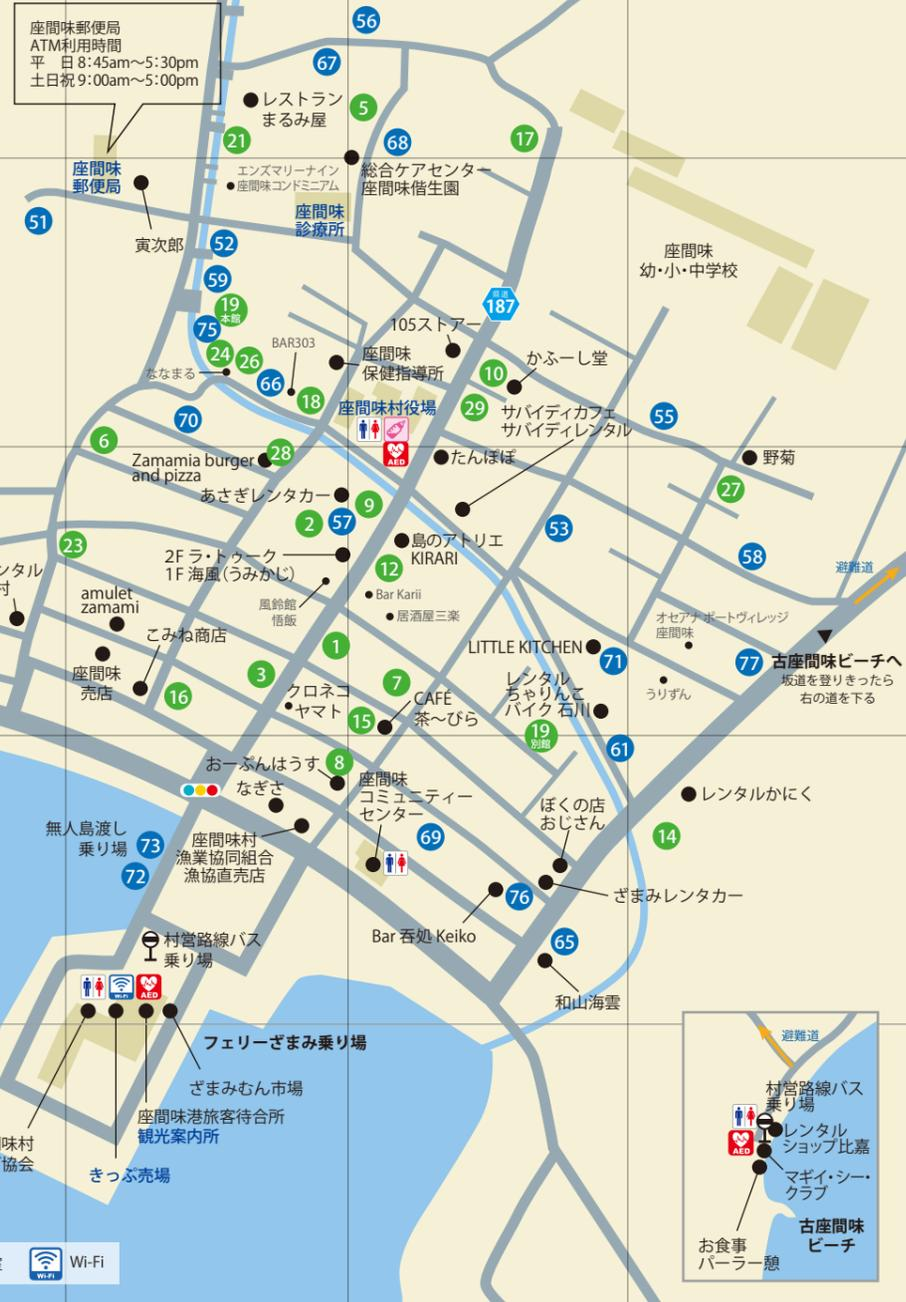 座間味郵便局
ATM利用時間
平　日 8:45am～5:30pm
土日祝 9:00am～5:00pm
56
67
レストラン
まるみ屋
5
21
68
17
座間味
郵便局
エンズマリーナイン
座間味コンドミニアム
総合ケアセンター
座間味偕生園
51
座間味
診療所
寅次郎
52
座間味
幼・小・中学校
59
県道
187
19
本館
75
105ストアー
BAR303
24
26
座間味
保健指導所
ななまる
66
10
かふーし堂
18
座間味村役場
29
サバイディカフェ
サバイディレンタル
55
70
AED
6
28
Zamamia burger
and pizza
たんぽぽ
野菊
27
あさぎレンタカー
9
2
57
53
23
島のアトリエ
KIRARI
2F ラ・トゥーク
1F 海風(うみかじ)
12
58
避難道
ンタル
村
風鈴館
悟飯
Bar Karii
居酒屋三楽
amulet
zamami
オセアナ ポートヴィレッジ
座間味
こみね商店
1
LITTLE KITCHEN
71
77
古座間味ビーチへ
坂道を登りきったら
右の道を下る
座間味
売店
3
7
うりずん
16
クロネコ
ヤマト
レンタル
ちゃりんこ
バイク 石川
15
CAFÉ
茶～びら
19
別館
61
おーぷんはうす
8
なぎさ
座間味
コミュニティー
センター
レンタルかにく
ぼくの店
おじさん
無人島渡し
乗り場
73
72
座間味村
漁業協同組合
漁協直売店
69
14
76
ざまみレンタカー
Bar 呑処 Keiko
65
村営路線バス
乗り場
和山海雲
Wi-Fi
AED
フェリーざまみ乗り場
避難道
ざまみむん市場
座間味港旅客待合所
観光案内所
村営路線バス
乗り場
レンタル
ショップ比嘉
AED
味村
協会
きっぷ売場
マギイ・シー・
クラブ
古座間味
ビーチ
お食事
パーラー憩
Wi-Fi
Wi-Fi